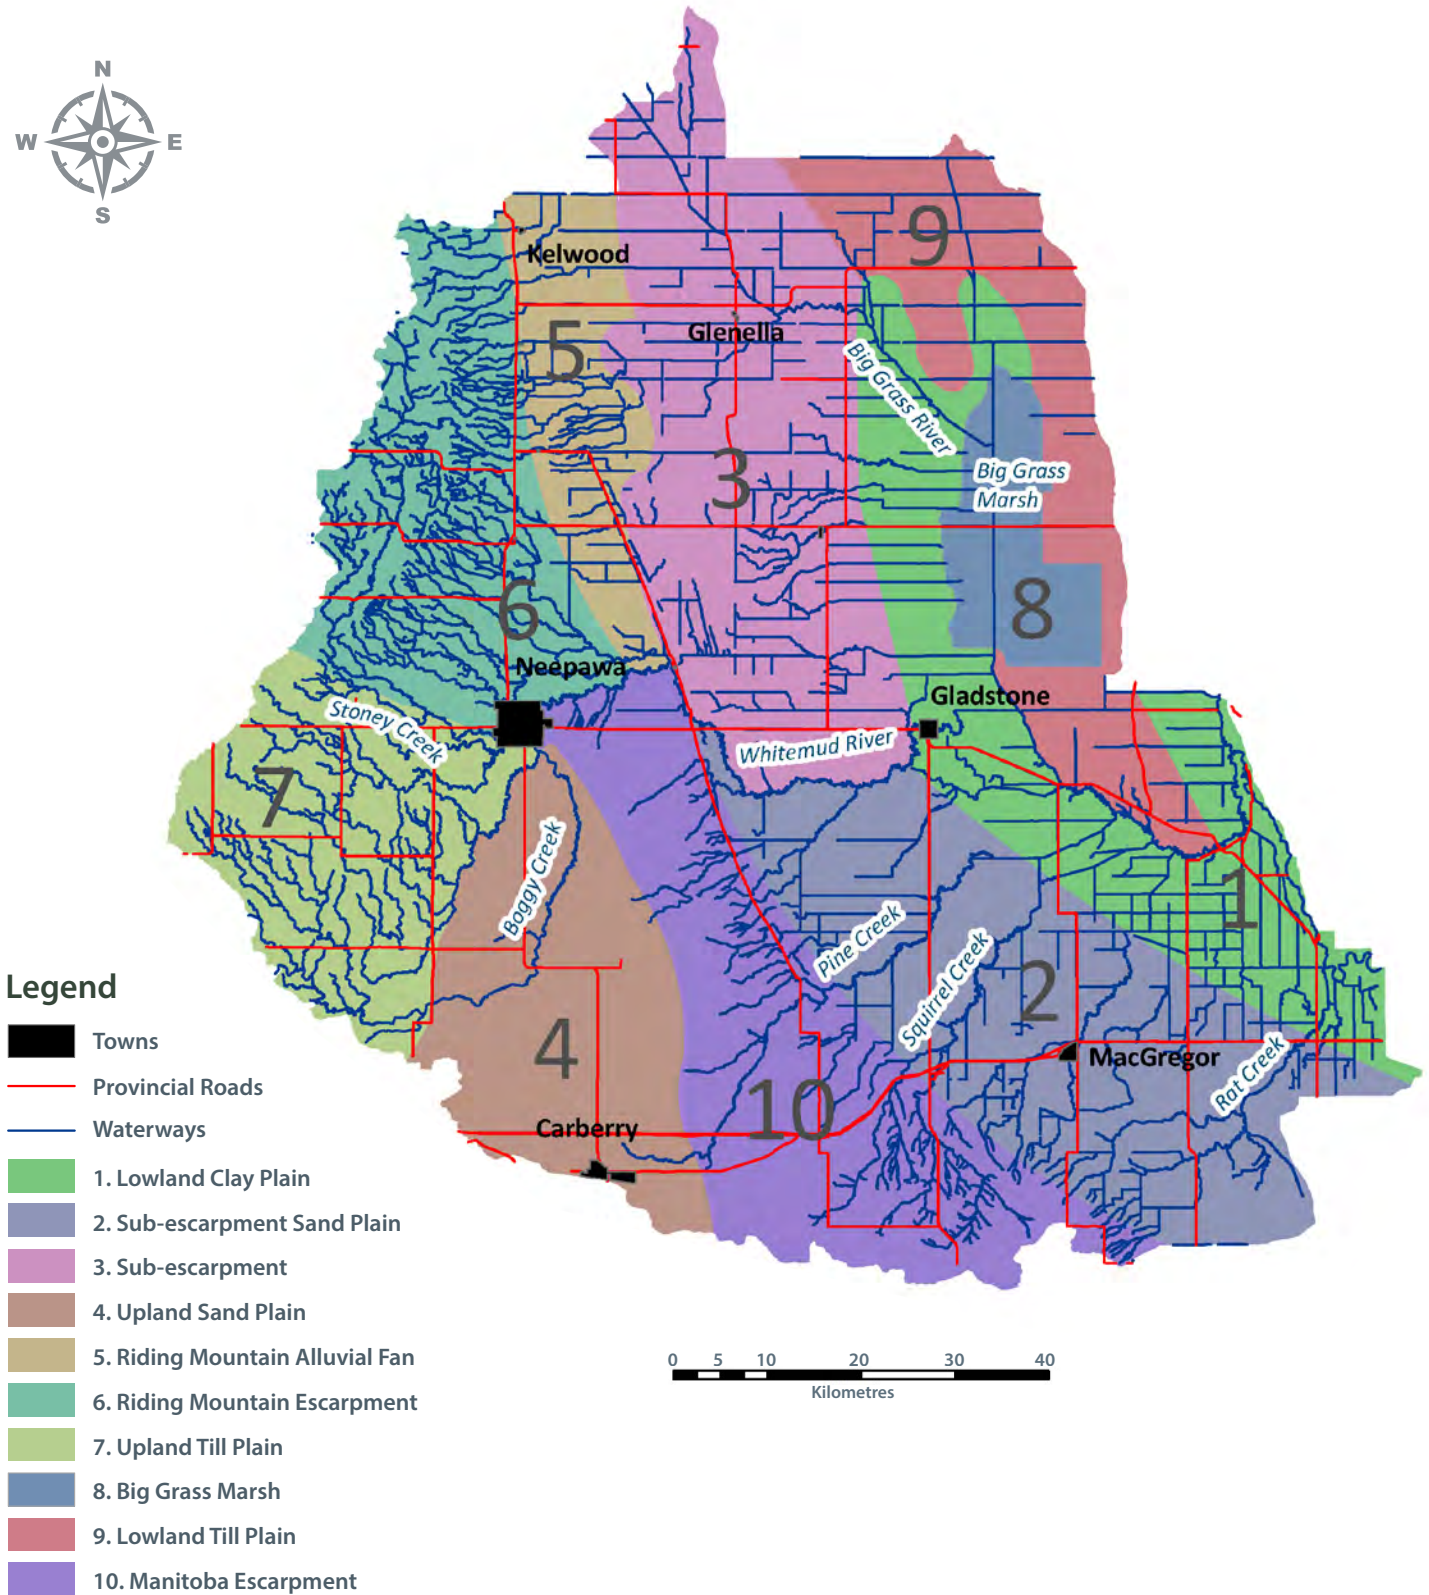 N
W
E
S
9
Kelwood
Glenella
5
Big Grass River
3
Big Grass
Marsh
6
8
Neepawa
Gladstone
Stoney Creek
Whitemud River
7
Boggy Creek
1
Pine Creek
Squirrel Creek
2
4
MacGregor
Rat Creek
10
Carberry
Legend
Towns
Provincial Roads
Waterways
1. Lowland Clay Plain
2. Sub-escarpment Sand Plain
3. Sub-escarpment
4. Upland Sand Plain
5. Riding Mountain Alluvial Fan
6. Riding Mountain Escarpment
7. Upland Till Plain
8. Big Grass Marsh
9. Lowland Till Plain
10. Manitoba Escarpment
0 5 10 20 30 40
Kilometres